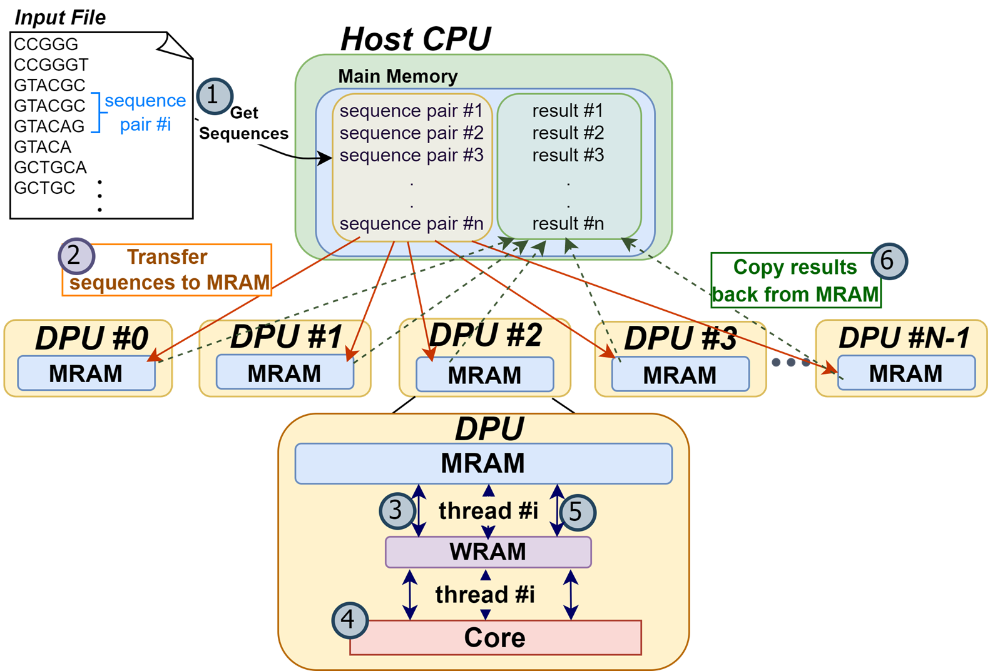 Input File
CCGGG
CCGGGT
GTACGC
GTACGC
GTACAG
GTACA
GCTGCA
GCTGC
sequence
pair #i
1
Get
Sequences
Host CPU
Main Memory
sequence pair #1
sequence pair #2
sequence pair #3
.
.
sequence pair #n
result #1
result #2
result #3
.
.
result #n
2
Transfer
sequences to MRAM
6
Copy results
back from MRAM
DPU #0
MRAM
DPU #1
MRAM
DPU #2
MRAM
DPU #3
MRAM
DPU #N-1
MRAM
DPU
MRAM
3
thread #i
5
WRAM
thread #i
4
Core